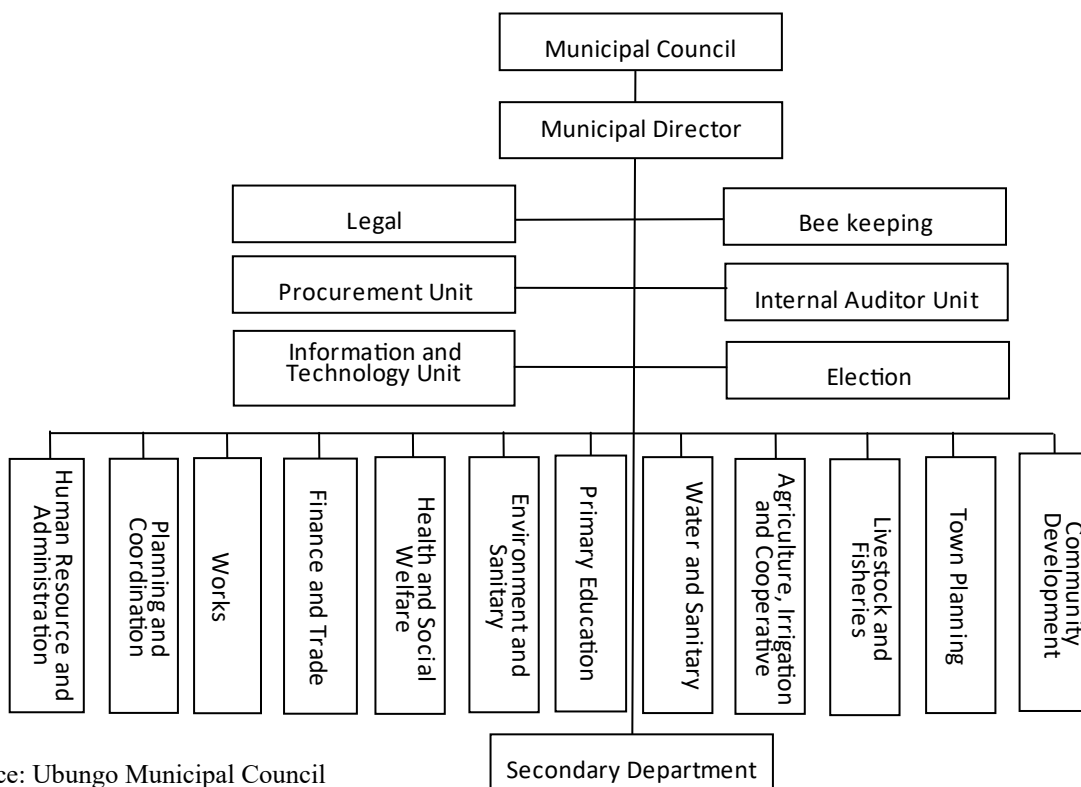 Municipal Council
Municipal Director
Legal
Bee keeping
Procurement Unit
Internal Auditor Unit
Information and
Technology Unit
Election
Human Resource and
Administration
Planning and
Coordination
Works
Finance and Trade
Health and Social
Welfare
Environment and
Sanitary
Primary Education
Water and Sanitary
Agriculture, Irrigation
and Cooperative
Livestock and
Fisheries
Town Planning
Community
Development
Secondary Department
ce: Ubungo Municipal Council